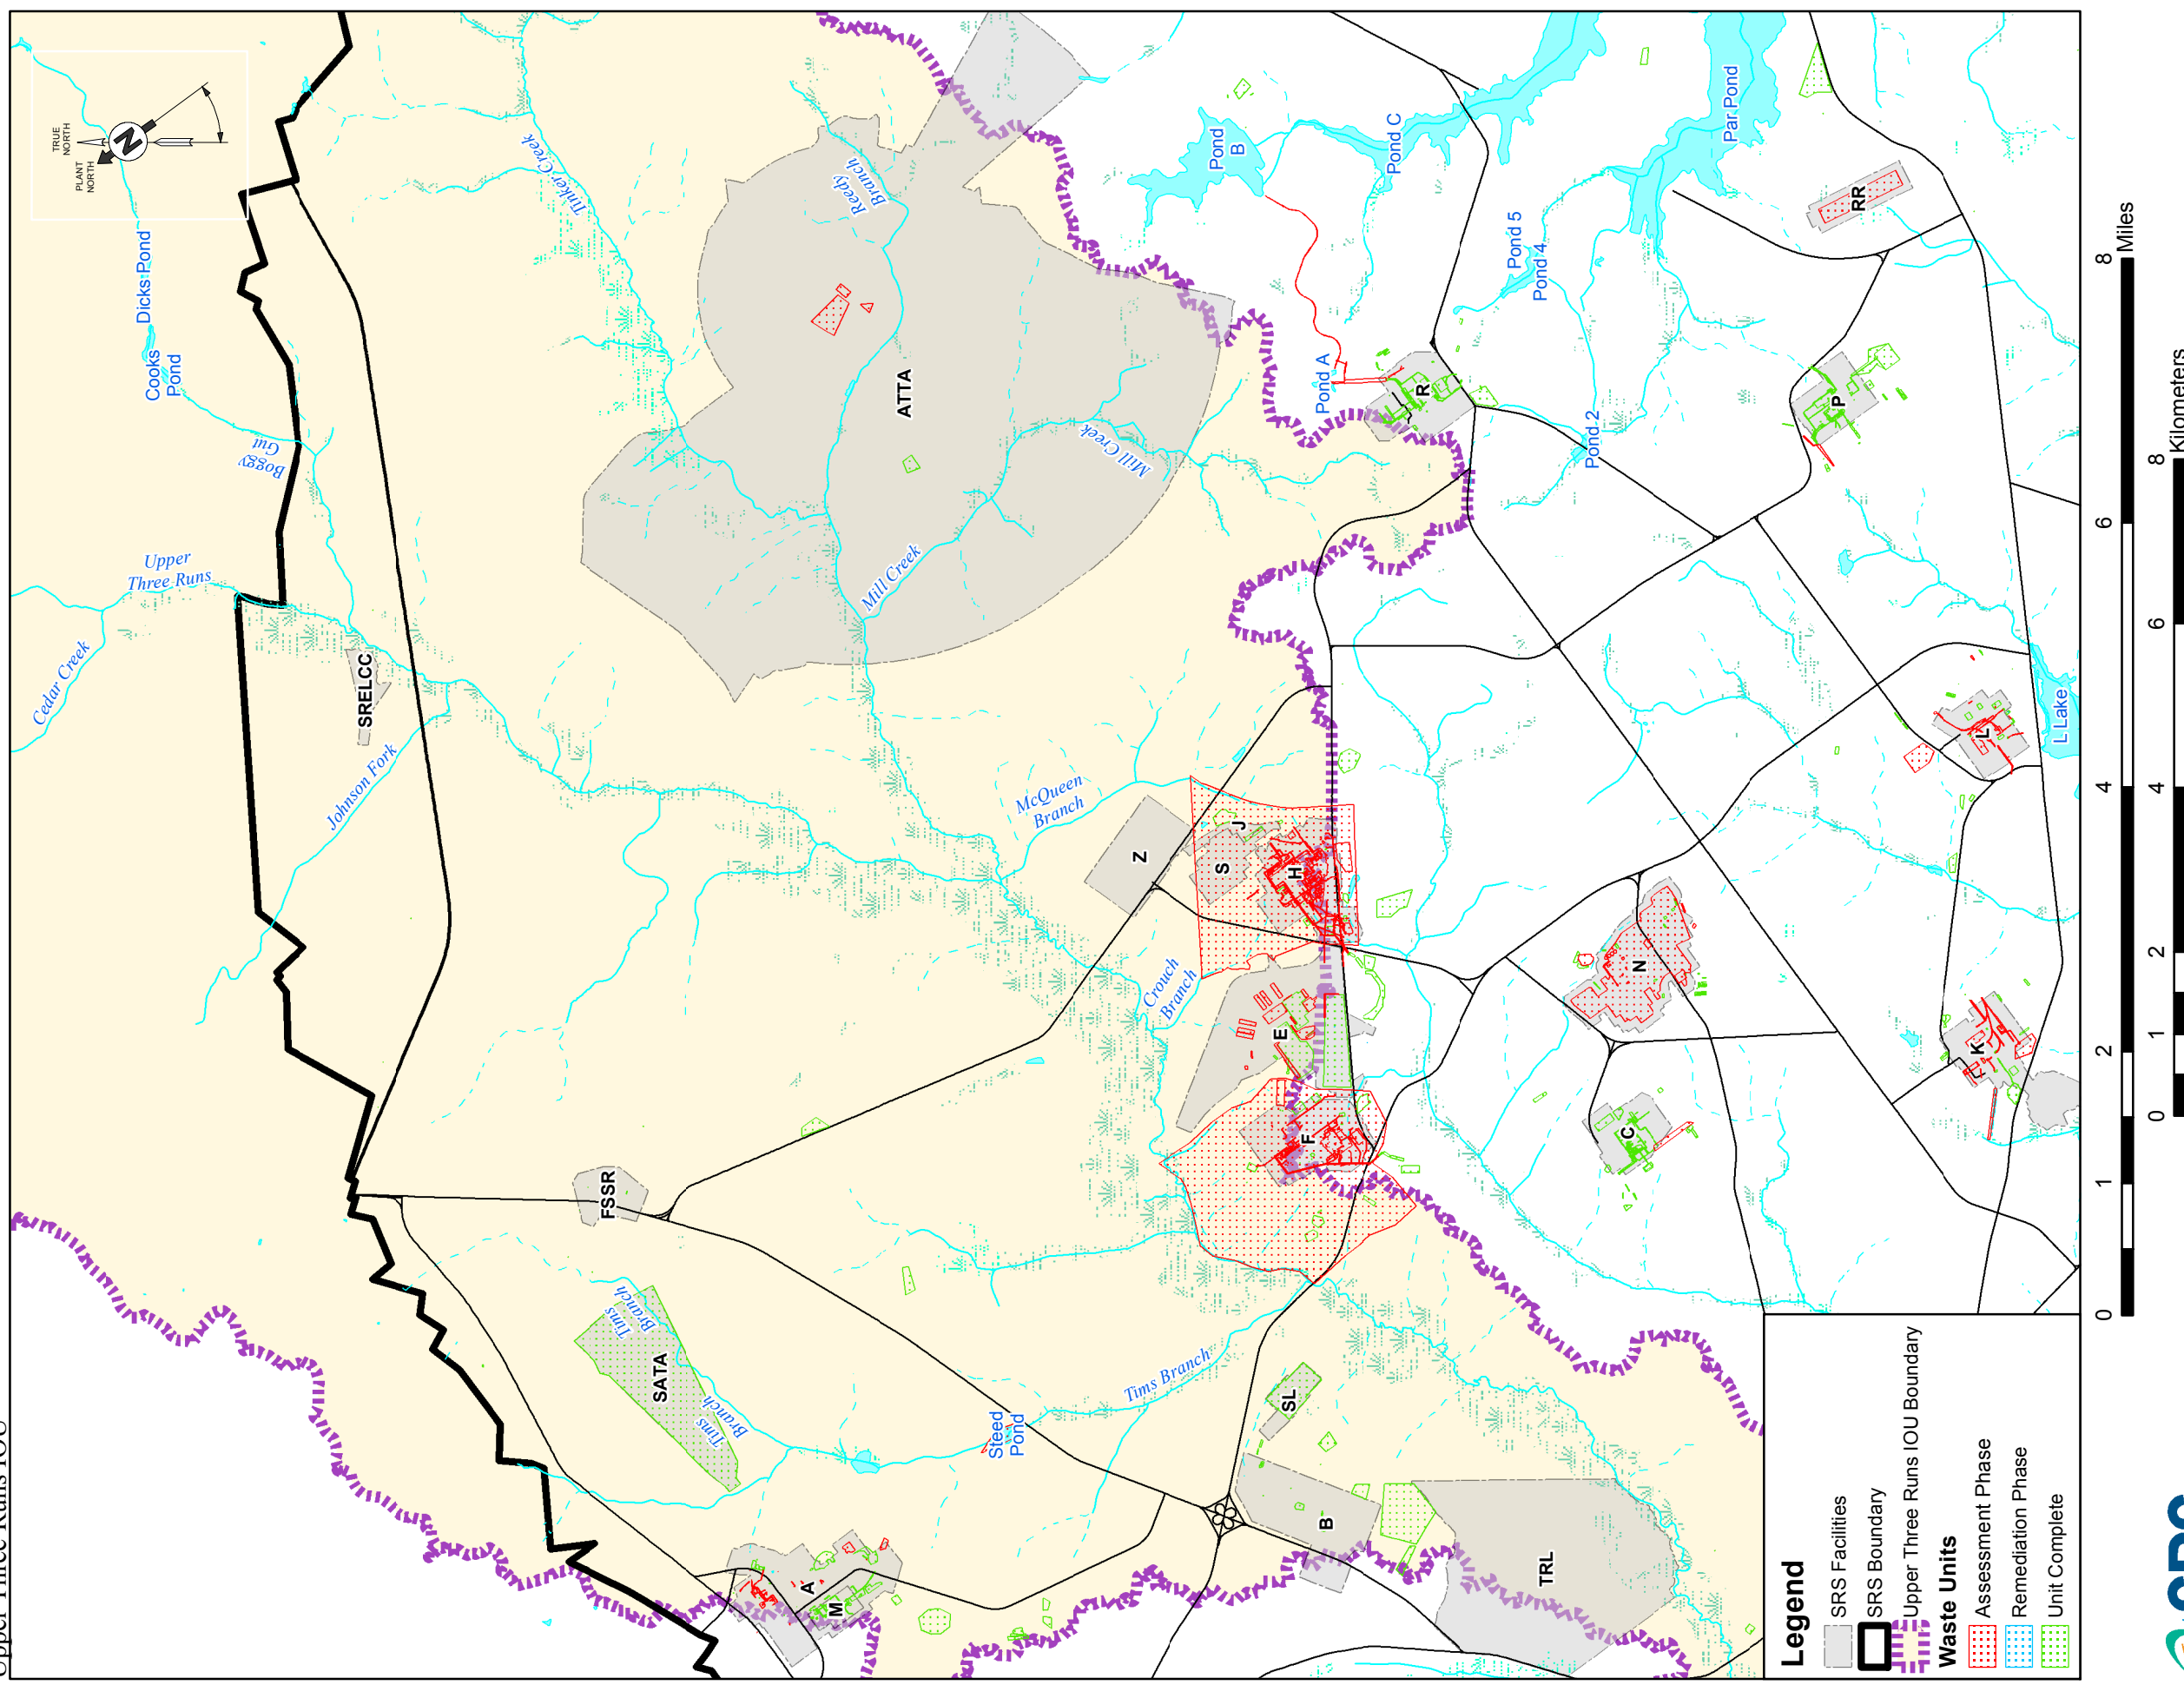 Upper Three Runs IOU
TRUE
NORTH
PLANT
NORTH
N
Dicks Pond
Cooks
Pond
Boggy
Gut
Upper
Three Runs
Cedar Creek
SRELCC
Johnson Fork
Tinker Creek
Reedy
Branch
ATTA
Mill Creek
Mill Creek
Pond
B
Pond C
Par Pond
Pond 5
Pond 4
Pond A
Pond 2
RR
R
P
L
L Lake
McQueen
Branch
Z
J
S
H
Crouch
Branch
E
F
N
C
K
FSSR
Tims
Branch
SATA
Tims
Branch
Steed
Pond
Tims Branch
SL
B
TRL
A
M
Legend
SRS Facilities
SRS Boundary
Upper Three Runs IOU Boundary
Waste Units
Assessment Phase
Remediation Phase
Unit Complete
0 1 2 4 6 8
Miles
0 1 2 4 6 8
Kilometers